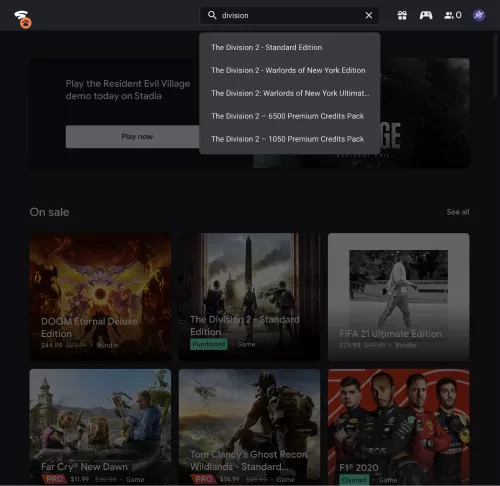 division
0
The Division 2 - Standard Edition
The Division 2 - Warlords of New York Edition
The Division 2: Warlords of New York Ultimat...
The Division 2 – 6500 Premium Credits Pack
The Division 2 – 1050 Premium Credits Pack
Play the Resident Evil Village
demo today on Stadia
Play now
RESIDENT EVIL
On sale
See all
DOOM Eternal Deluxe
Edition
$44.99 $89.99 · Bundle
The Division 2 - Standard
Edition
Purchased · Game
FIFA 21 Ultimate Edition
$29.99 $99.99 · Bundle
Far Cry® New Dawn
PRO $11.99 $39.99 · Game
Tom Clancy's Ghost Recon
Wildlands - Standard...
PRO $14.99 $49.99 · Game
F1® 2020
Claimed · Game